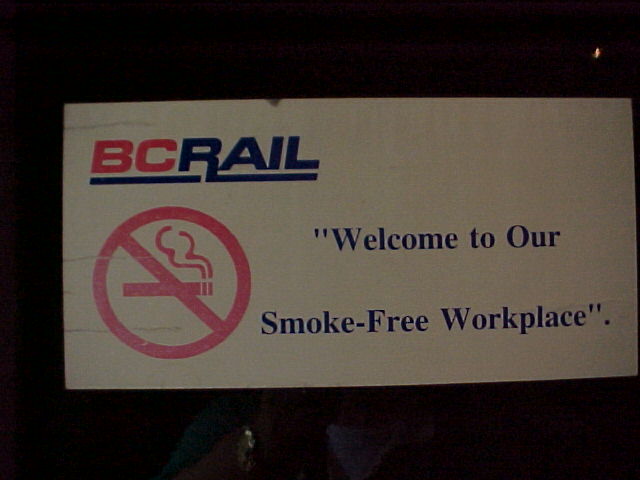 BCRAIL
"Welcome to Our
Smoke-Free Workplace".